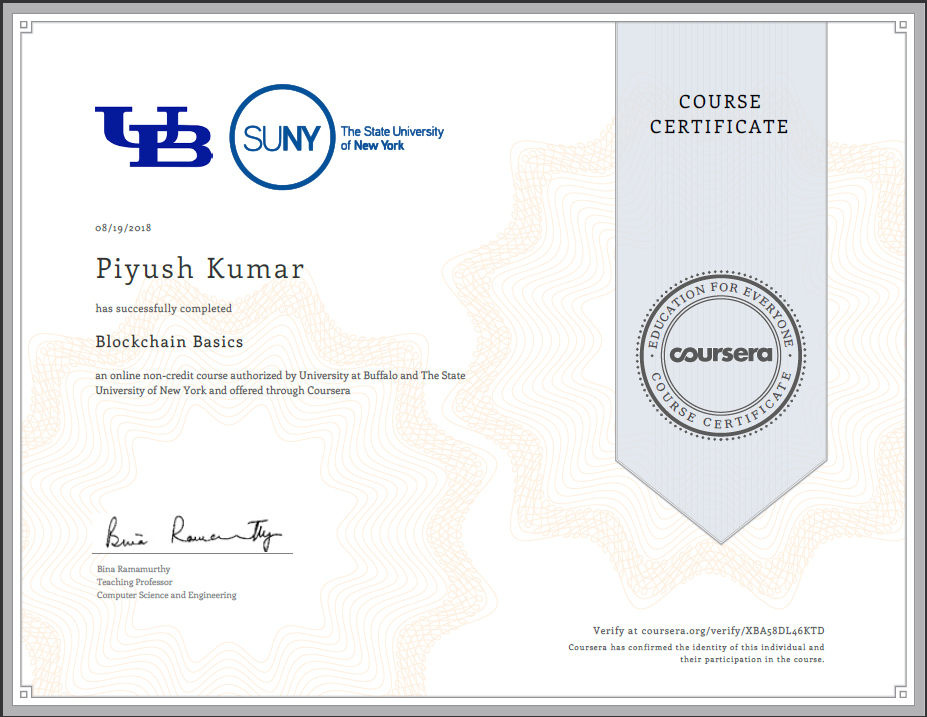 UB
SUNY
The State University
of New York
COURSE
CERTIFICATE
08/19/2018
Piyush Kumar
has successfully completed
Blockchain Basics
an online non-credit course authorized by University at Buffalo and The State
University of New York and offered through Coursera
EDUCATION FOR EVERYONE
coursera
COURSE CERTIFICATE
Bina Ramamurthy
Bina Ramamurthy
Teaching Professor
Computer Science and Engineering
Verify at coursera.org/verify/XBA58DL46KTD
Coursera has confirmed the identity of this individual and
their participation in the course.